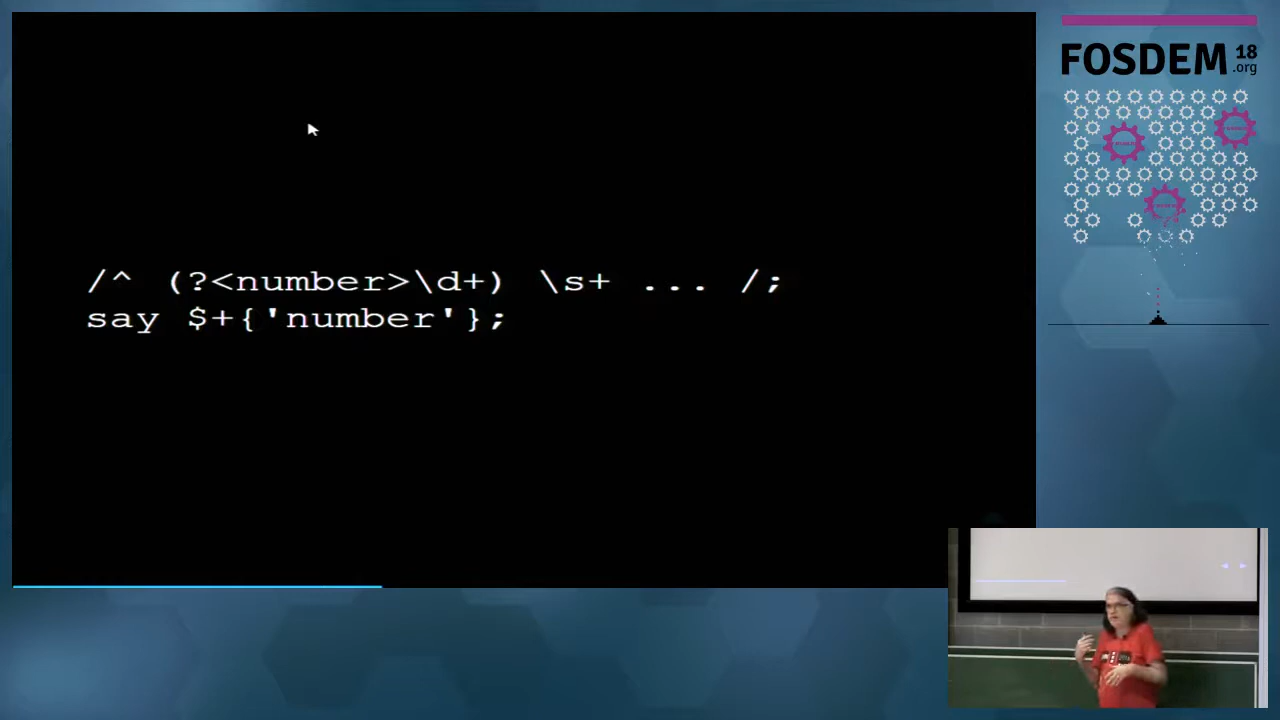 /^ (?<number>\d+) \s+ ... /;
say $+{'number'};
FOSDEM 18
.org